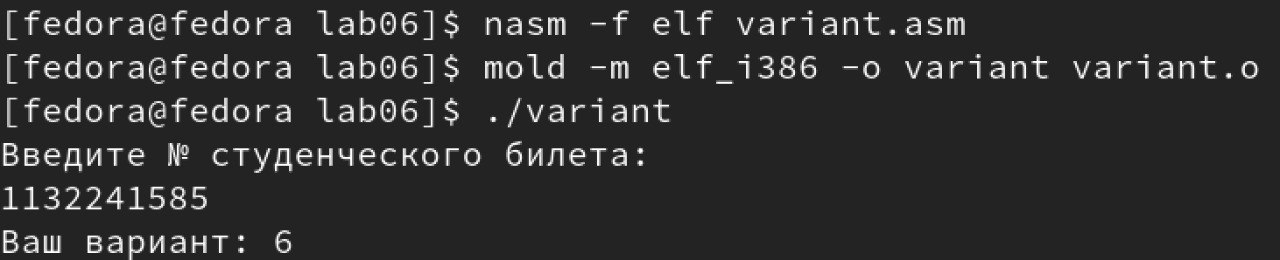 [fedora@fedora lab06]$ nasm -f elf variant.asm
[fedora@fedora lab06]$ mold -m elf_i386 -o variant variant.o
[fedora@fedora lab06]$ ./variant
Введите № студенческого билета:
1132241585
Ваш вариант: 6